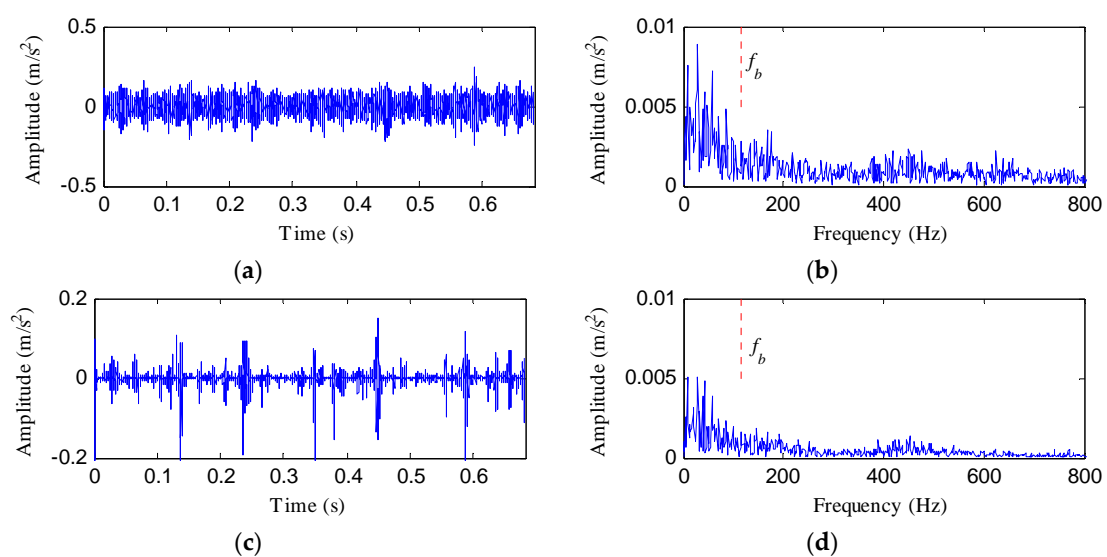 0.5
0
-0.5
Amplitude (m/s²)
0 0.1 0.2 0.3 0.4 0.5 0.6
Time (s)
(a)
0.01
0.005
0
Amplitude (m/s²)
f_b
0 200 400 600 800
Frequency (Hz)
(b)
0.2
0
-0.2
Amplitude (m/s²)
0 0.1 0.2 0.3 0.4 0.5 0.6
Time (s)
(c)
0.01
0.005
0
Amplitude (m/s²)
f_b
0 200 400 600 800
Frequency (Hz)
(d)